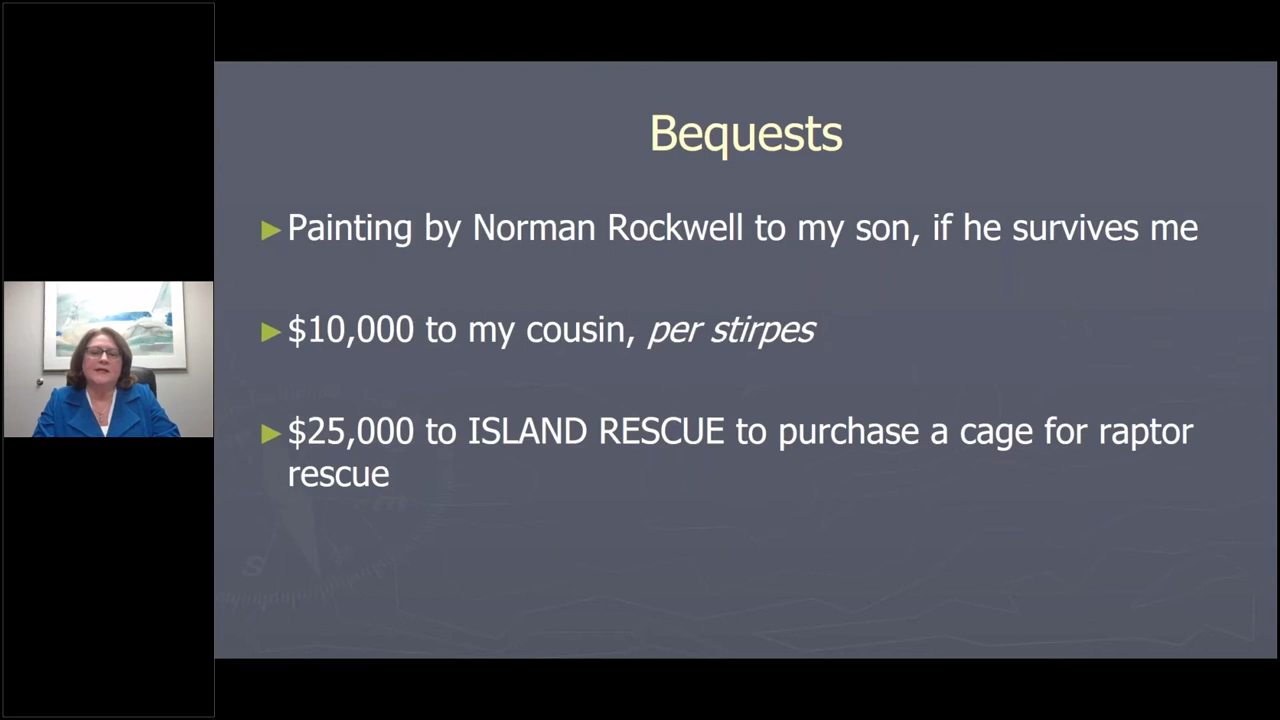 Bequests
►Painting by Norman Rockwell to my son, if he survives me
►$10,000 to my cousin, per stirpes
►$25,000 to ISLAND RESCUE to purchase a cage for raptor
rescue